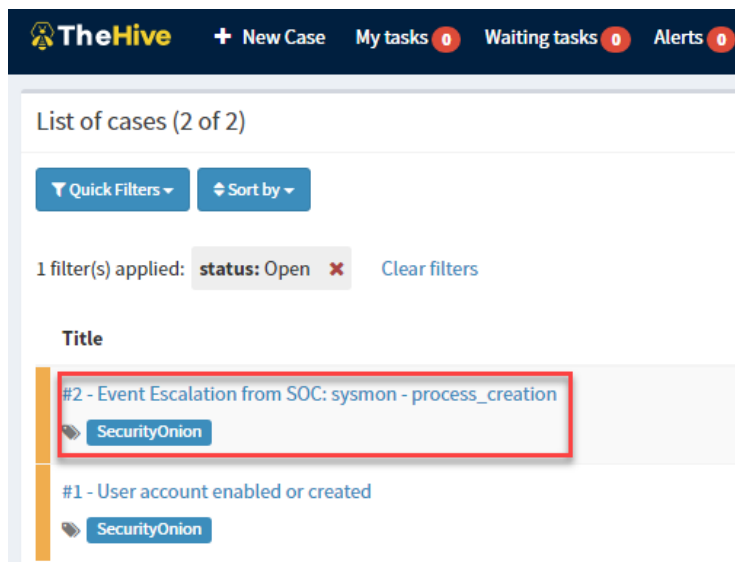 TheHive + New Case My tasks 0 Waiting tasks 0 Alerts 0
List of cases (2 of 2)
Quick Filters Sort by
1 filter(s) applied: status: Open ✖ Clear filters
Title
#2 - Event Escalation from SOC: sysmon - process_creation
SecurityOnion
#1 - User account enabled or created
SecurityOnion